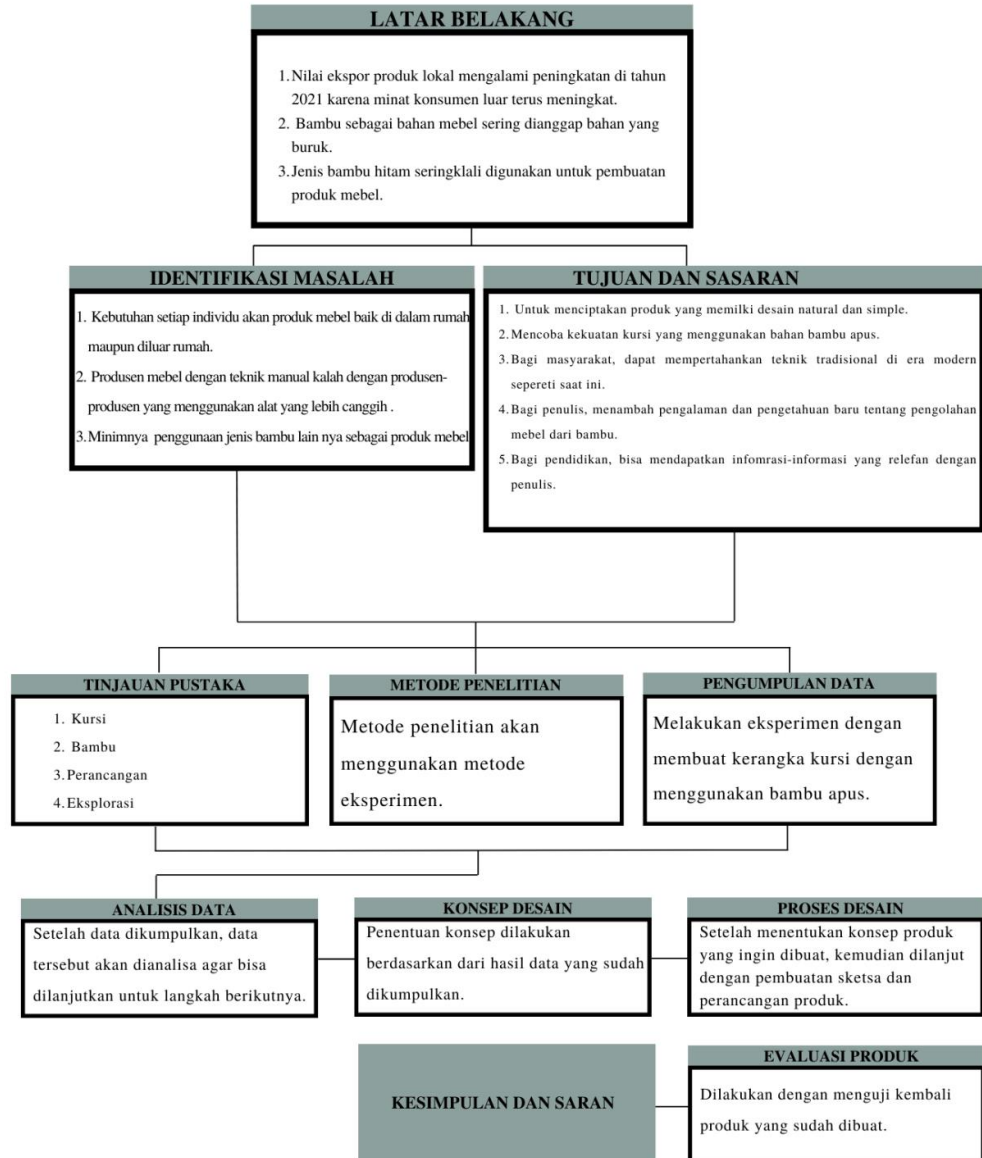 LATAR BELAKANG
1. Nilai ekspor produk lokal mengalami peningkatan di tahun
2021 karena minat konsumen luar terus meningkat.
2. Bambu sebagai bahan mebel sering dianggap bahan yang
buruk.
3. Jenis bambu hitam seringklali digunakan untuk pembuatan
produk mebel.
IDENTIFIKASI MASALAH
1. Kebutuhan setiap individu akan produk mebel baik di dalam rumah
maupun diluar rumah.
2. Produsen mebel dengan teknik manual kalah dengan produsen-
produsen yang menggunakan alat yang lebih canggih .
3. Minimnya penggunaan jenis bambu lain nya sebagai produk mebel
TUJUAN DAN SASARAN
1. Untuk menciptakan produk yang memilki desain natural dan simple.
2. Mencoba kekuatan kursi yang menggunakan bahan bambu apus.
3. Bagi masyarakat, dapat mempertahankan teknik tradisional di era modern
sepereti saat ini.
4. Bagi penulis, menambah pengalaman dan pengetahuan baru tentang pengolahan
mebel dari bambu.
5. Bagi pendidikan, bisa mendapatkan infomrasi-informasi yang relefan dengan
penulis.
TINJAUAN PUSTAKA
1. Kursi
2. Bambu
3. Perancangan
4. Eksplorasi
METODE PENELITIAN
Metode penelitian akan
menggunakan metode
eksperimen.
PENGUMPULAN DATA
Melakukan eksperimen dengan
membuat kerangka kursi dengan
menggunakan bambu apus.
ANALISIS DATA
Setelah data dikumpulkan, data
tersebut akan dianalisa agar bisa
dilanjutkan untuk langkah berikutnya.
KONSEP DESAIN
Penentuan konsep dilakukan
berdasarkan dari hasil data yang sudah
dikumpulkan.
PROSES DESAIN
Setelah menentukan konsep produk
yang ingin dibuat, kemudian dilanjut
dengan pembuatan sketsa dan
perancangan produk.
EVALUASI PRODUK
Dilakukan dengan menguji kembali
produk yang sudah dibuat.
KESIMPULAN DAN SARAN